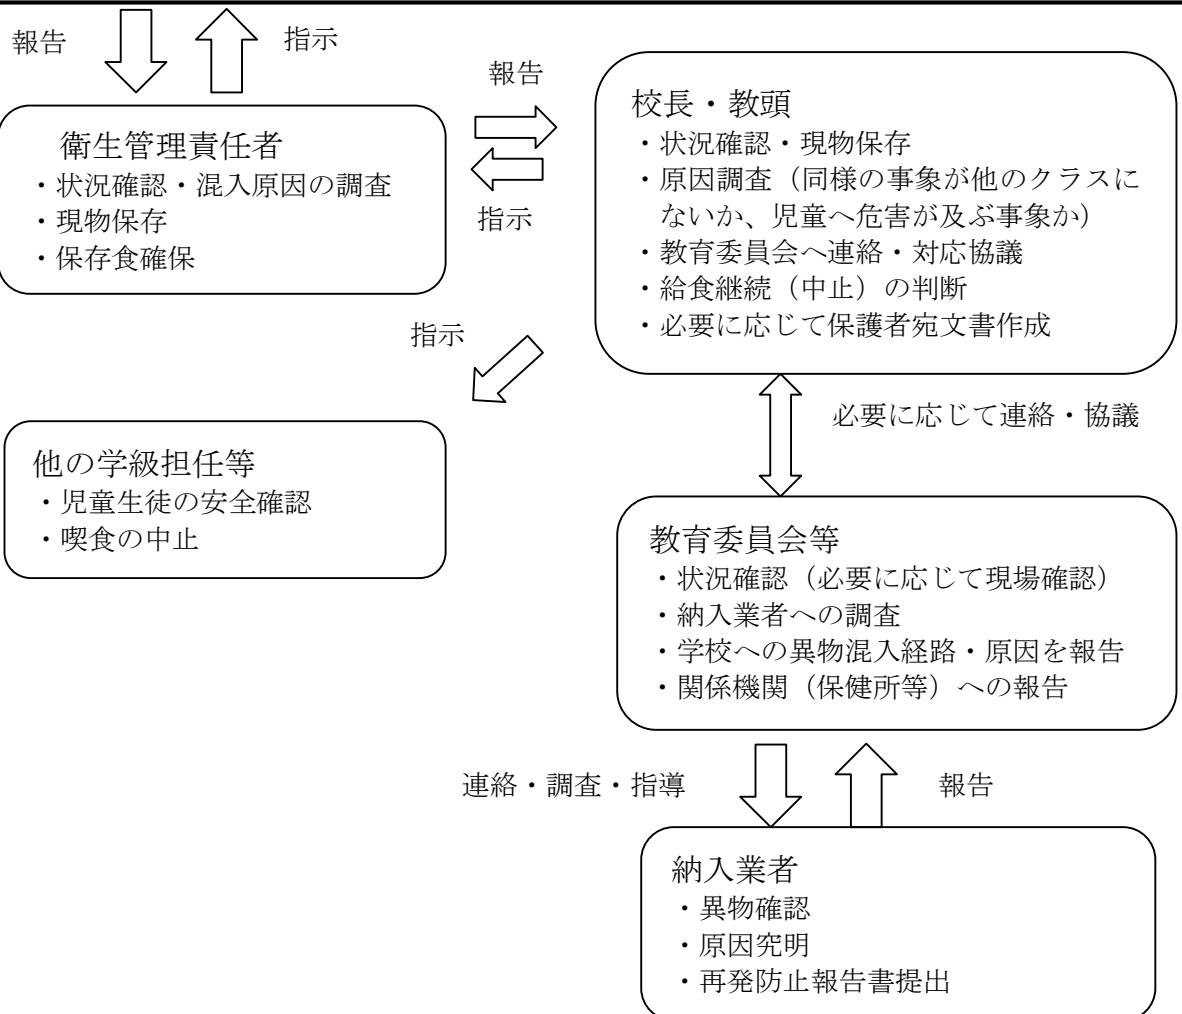 報告
指示
衛生管理責任者
・状況確認・混入原因の調査
・現物保存
・保存食確保
報告
指示
校長・教頭
・状況確認・現物保存
・原因調査（同様の事象が他のクラスに
ないか、児童へ危害が及ぶ事象か）
・教育委員会へ連絡・対応協議
・給食継続（中止）の判断
・必要に応じて保護者宛文書作成
指示
他の学級担任等
・児童生徒の安全確認
・喫食の中止
必要に応じて連絡・協議
教育委員会等
・状況確認（必要に応じて現場確認）
・納入業者への調査
・学校への異物混入経路・原因を報告
・関係機関（保健所等）への報告
連絡・調査・指導
報告
納入業者
・異物確認
・原因究明
・再発防止報告書提出